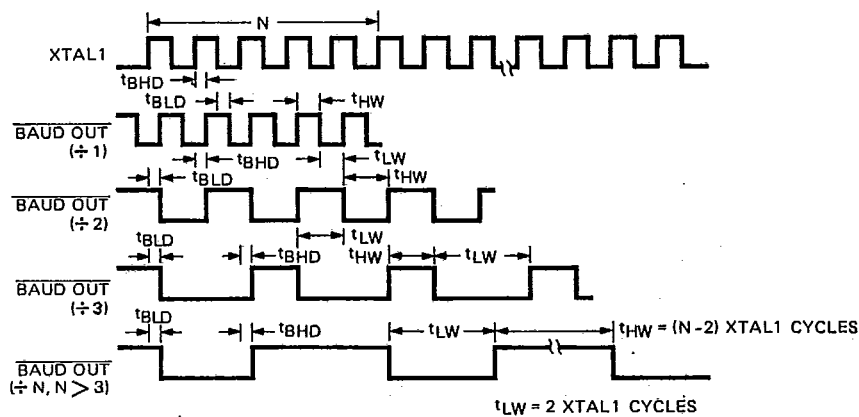 N
XTAL1
tBHD
tBLD
tHW
BAUD OUT
(÷1)
tBHD
tLW
tBLD
tHW
BAUD OUT
(÷2)
tLW
tBLD
tBHD
tHW
tLW
BAUD OUT
(÷3)
tBLD
tBHD
tLW
tHW = (N-2) XTAL1 CYCLES
BAUD OUT
(÷N, N > 3)
tLW = 2 XTAL1 CYCLES